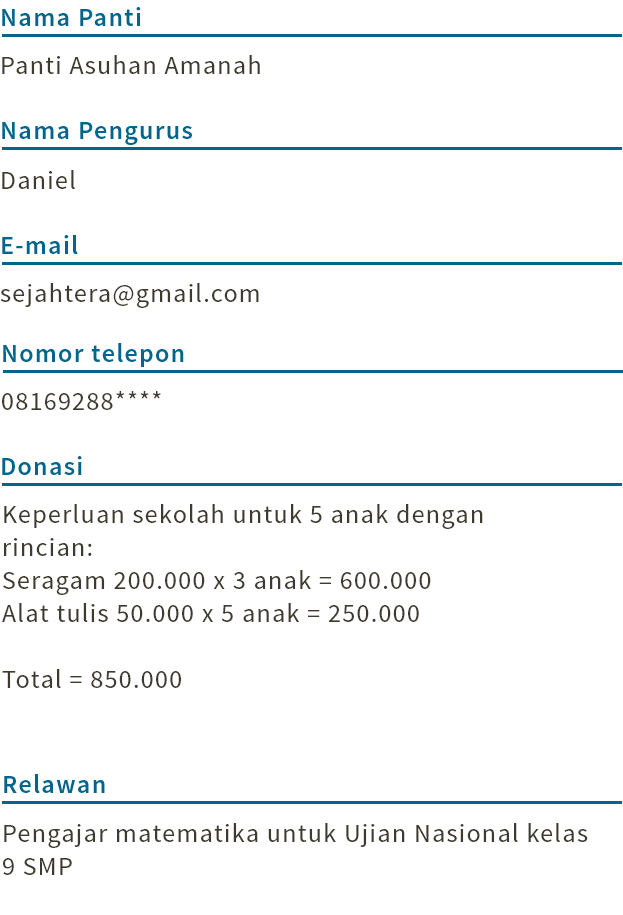 Nama Panti
Panti Asuhan Amanah
Nama Pengurus
Daniel
E-mail
sejahtera@gmail.com
Nomor telepon
08169288****
Donasi
Keperluan sekolah untuk 5 anak dengan
rincian:
Seragam 200.000 x 3 anak = 600.000
Alat tulis 50.000 x 5 anak = 250.000
Total = 850.000
Relawan
Pengajar matematika untuk Ujian Nasional kelas
9 SMP